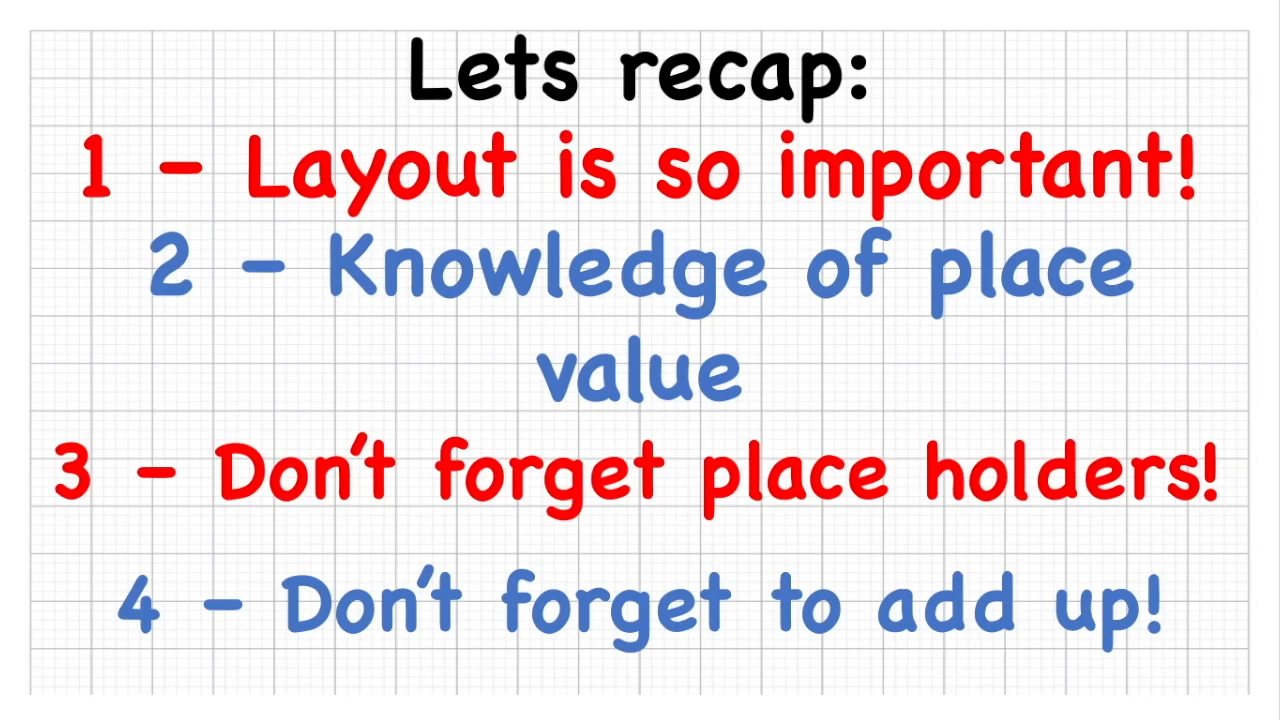 Lets recap:
1 – Layout is so important!
2 – Knowledge of place
value
3 – Don’t forget place holders!
4 – Don’t forget to add up!